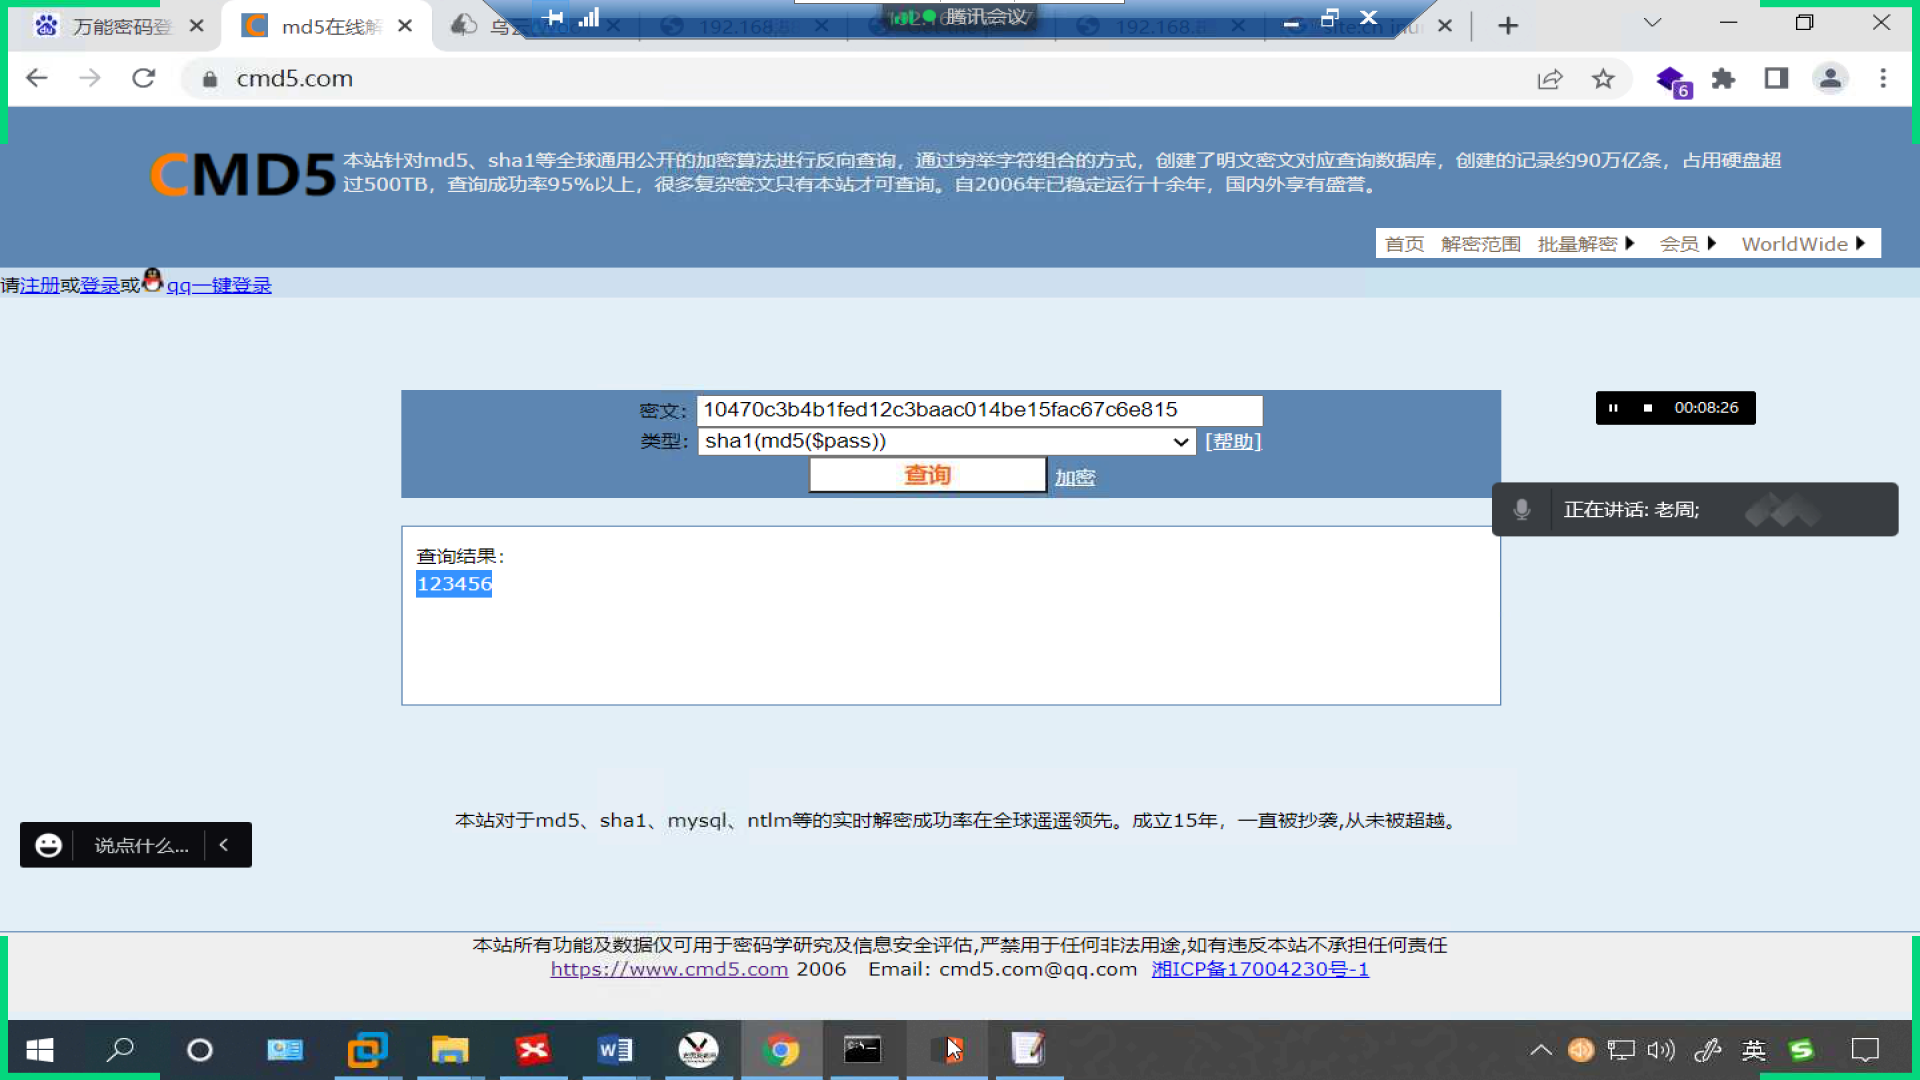 万能密码登
md5在线解
腾讯会议
192.168.8
192.168.8
cmd5.com
6
CMD5
本站针对md5、sha1等全球通用公开的加密算法进行反向查询，通过穷举字符组合的方式，创建了明文密文对应查询数据库，创建的记录约90万亿条，占用硬盘超
过500TB，查询成功率95%以上，很多复杂密文只有本站才可查询。自2006年已稳定运行十余年，国内外享有盛誉。
首页 解密范围 批量解密 会员 WorldWide
请注册或登录或qq一键登录
密文: 10470c3b4b1fed12c3baac014be15fac67c6e815
类型: sha1(md5($pass)) [帮助]
查询 加密
00:08:26
正在讲话: 老周;
查询结果:
123456
本站对于md5、sha1、mysql、ntlm等的实时解密成功率在全球遥遥领先。成立15年，一直被抄袭,从未被超越。
说点什么...
本站所有功能及数据仅可用于密码学研究及信息安全评估,严禁用于任何非法用途,如有违反本站不承担任何责任
https://www.cmd5.com 2006 Email: cmd5.com@qq.com 湘ICP备17004230号-1
英